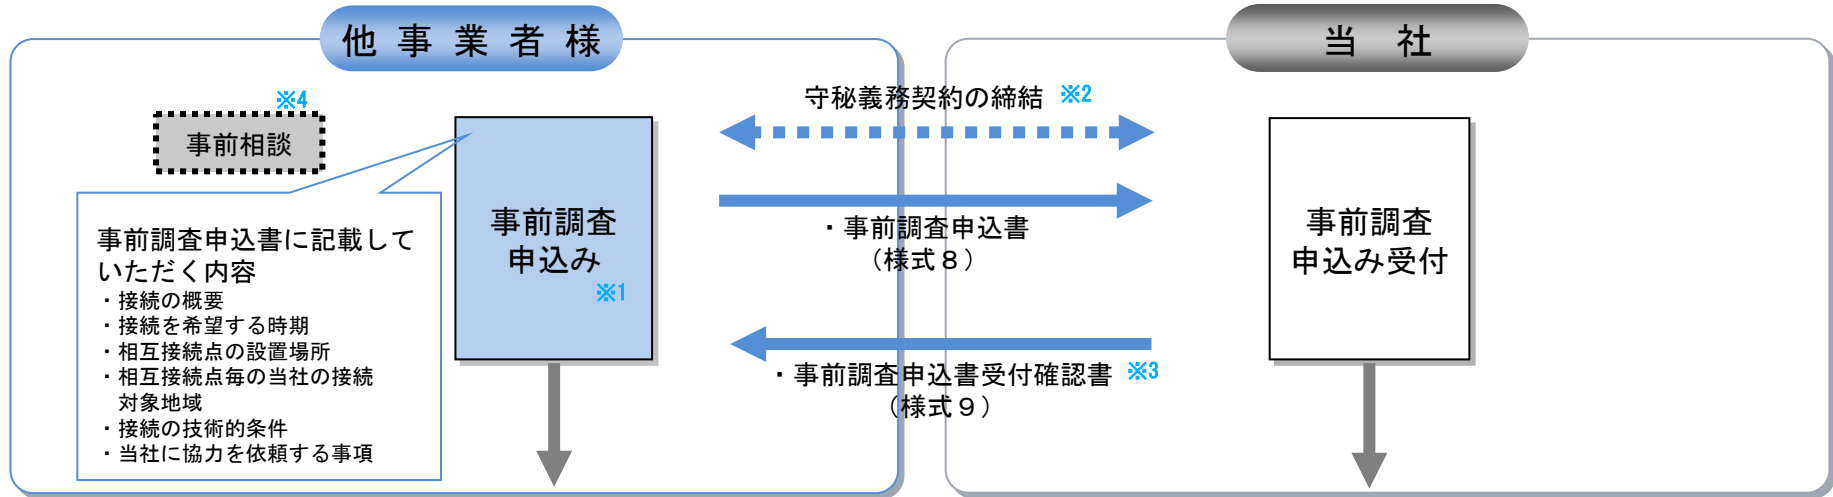 他事業者様
当社
※4
事前相談
事前調査申込書に記載して
いただく内容
・接続の概要
・接続を希望する時期
・相互接続点の設置場所
・相互接続点毎の当社の接続
対象地域
・接続の技術的条件
・当社に協力を依頼する事項
事前調査
申込み
※1
守秘義務契約の締結 ※2
・事前調査申込書
（様式８）
・事前調査申込書受付確認書 ※3
（様式９）
事前調査
申込み受付